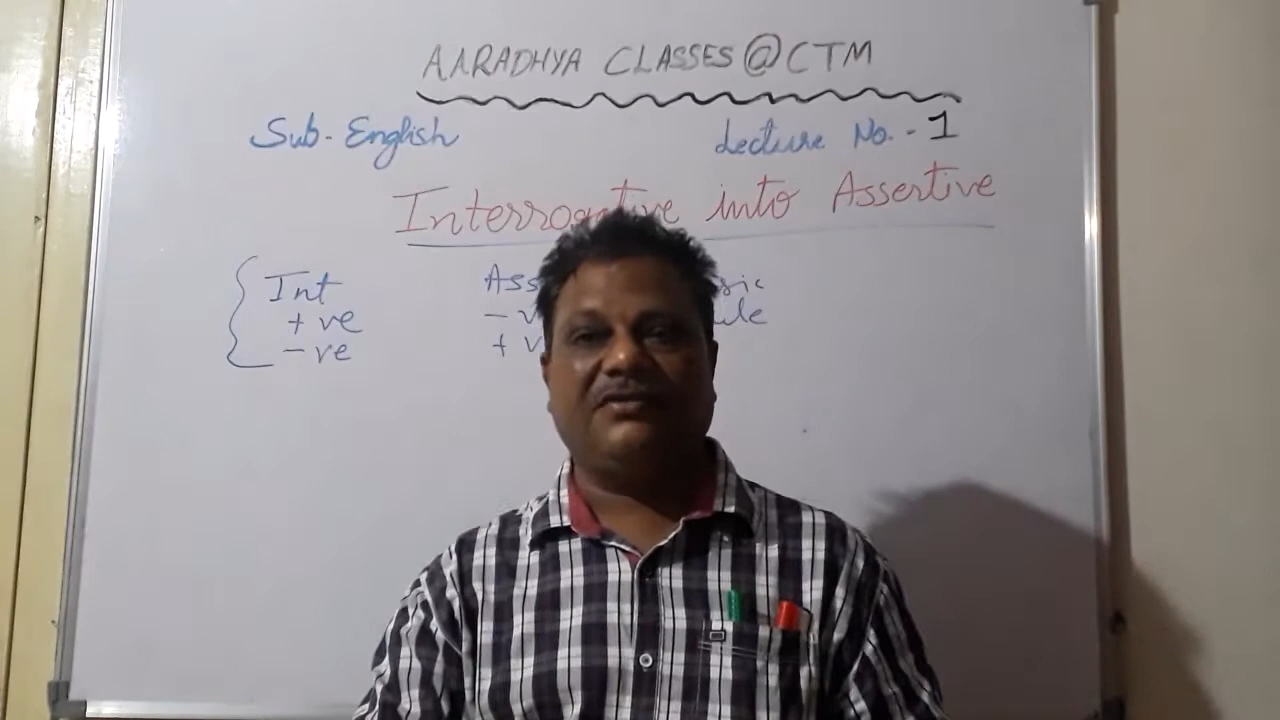 AARADHYA CLASSES @ CTM
Sub- English Lecture No.- 1
Interrogative into Assertive
Int
+ve
-ve